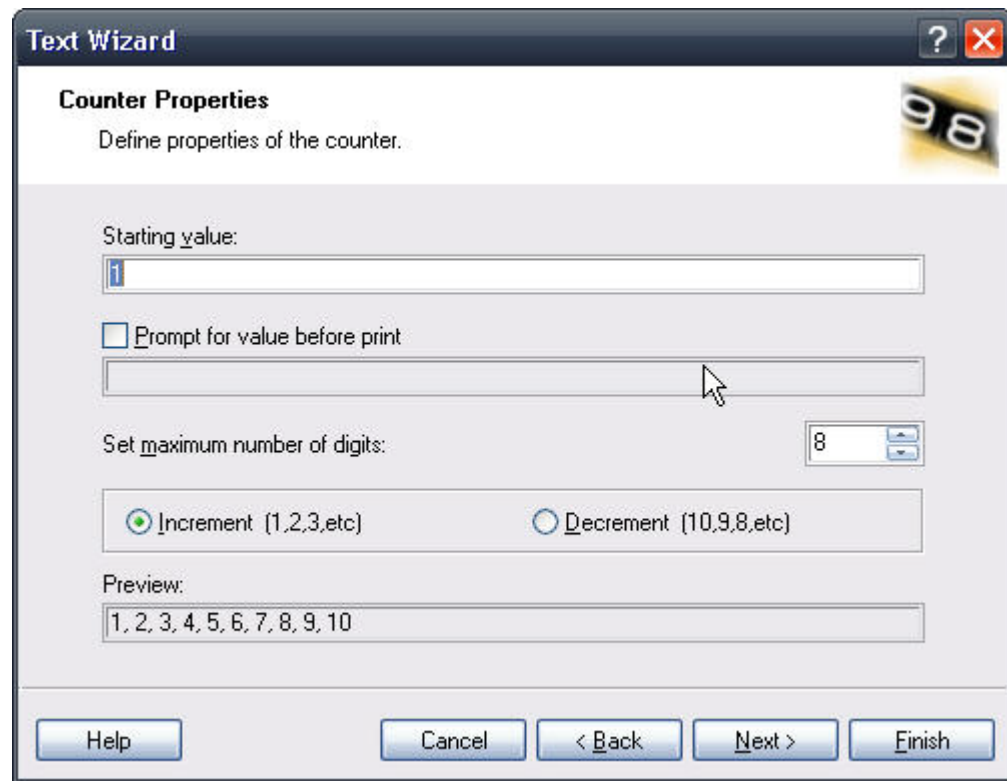 Text Wizard
?
Counter Properties
98
Define properties of the counter.
Starting value:
1
Prompt for value before print
Set maximum number of digits:
8
Increment (1,2,3,etc)
Decrement (10,9,8,etc)
Preview:
1, 2, 3, 4, 5, 6, 7, 8, 9, 10
Help
Cancel
< Back
Next >
Finish